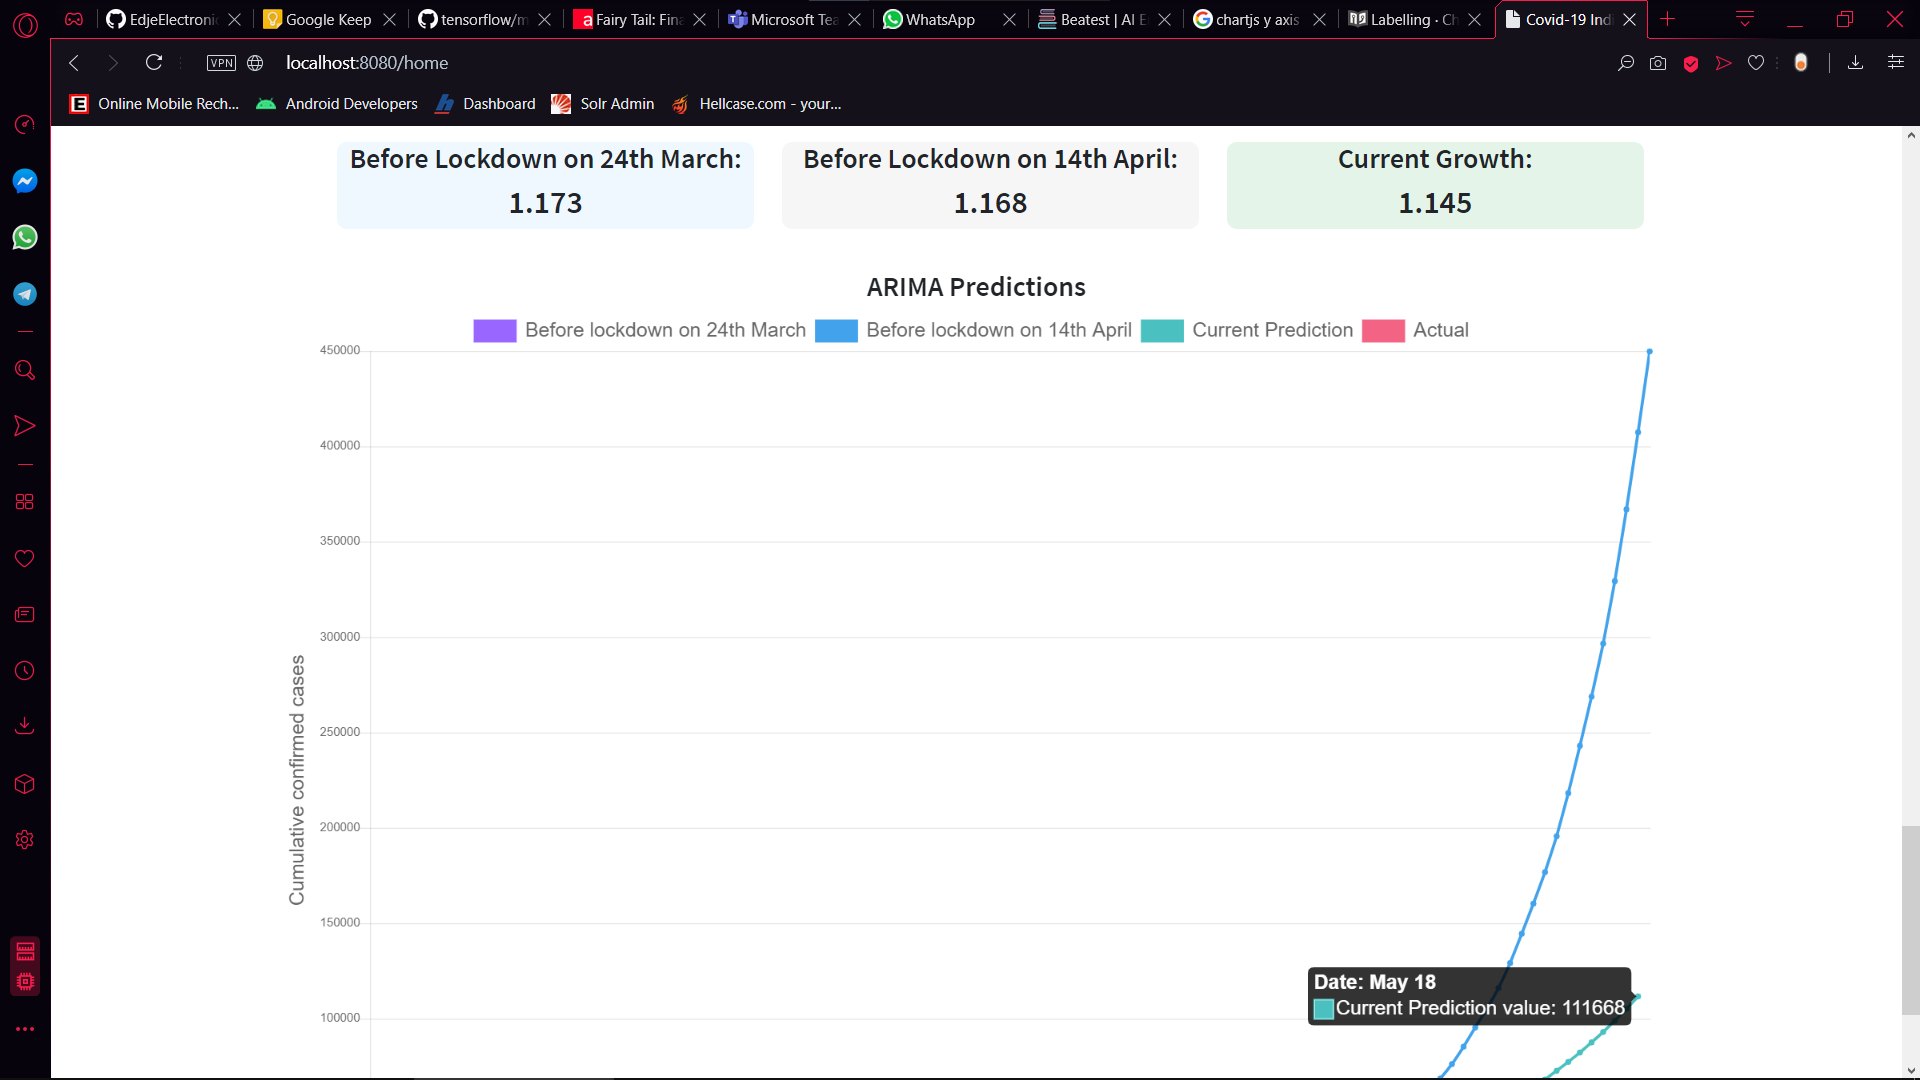 EdjeElectroni
Google Keep
tensorflow/m
Fairy Tail: Fina
Microsoft Tea
WhatsApp
Beatest | AI E
chartjs y axis
Labelling · Ch
Covid-19 Indi
VPN
localhost:8080/home
Online Mobile Rech...
Android Developers
Dashboard
Solr Admin
Hellcase.com - your...
Before Lockdown on 24th March:
1.173
Before Lockdown on 14th April:
1.168
Current Growth:
1.145
ARIMA Predictions
Before lockdown on 24th March
Before lockdown on 14th April
Current Prediction
Actual
450000
400000
350000
300000
250000
200000
150000
100000
Cumulative confirmed cases
Date: May 18
Current Prediction value: 111668